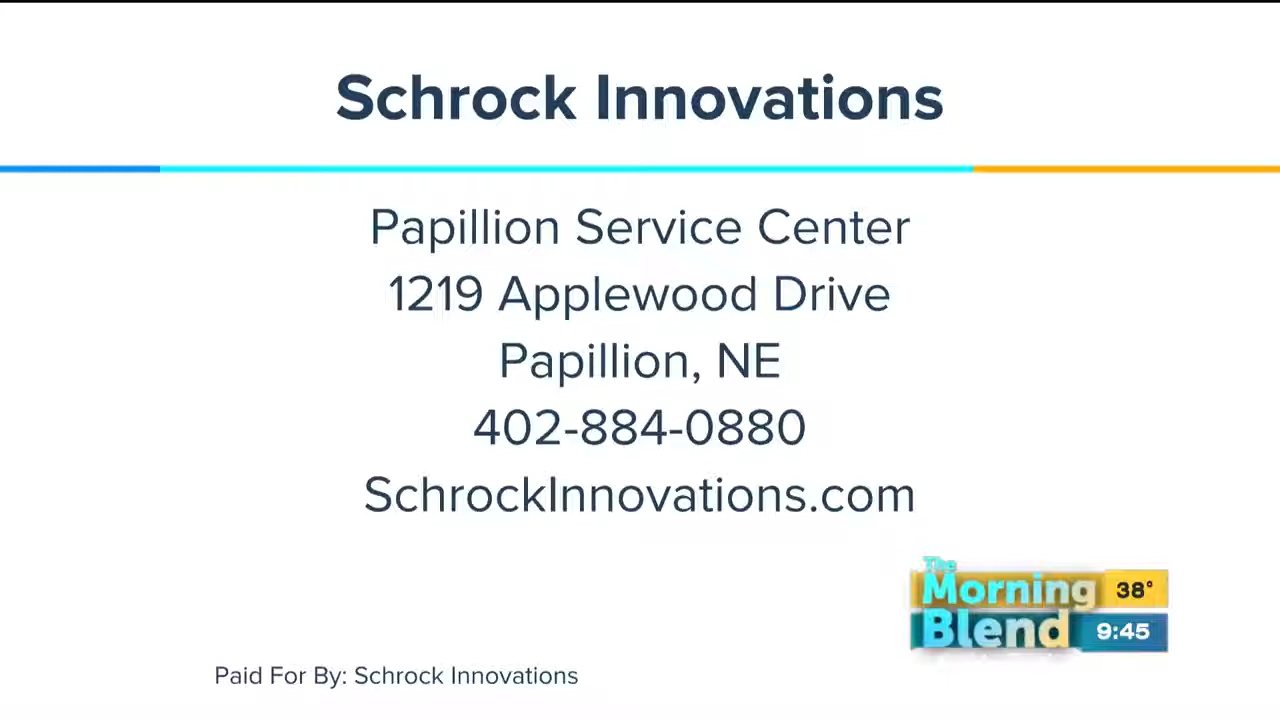 Schrock Innovations
Papillion Service Center
1219 Applewood Drive
Papillion, NE
402-884-0880
SchrockInnovations.com
The
Morning
38°
Blend
9:45
Paid For By: Schrock Innovations